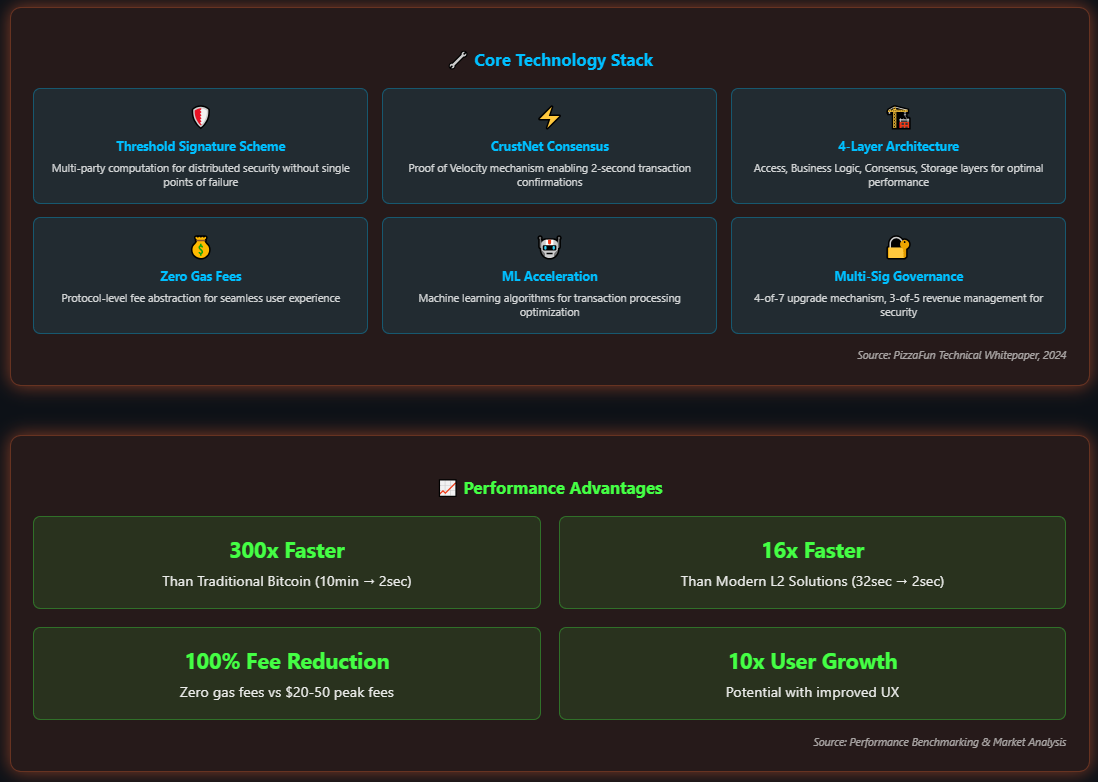 Core Technology Stack
Threshold Signature Scheme
Multi-party computation for distributed security without single
points of failure
CrustNet Consensus
Proof of Velocity mechanism enabling 2-second transaction
confirmations
4-Layer Architecture
Access, Business Logic, Consensus, Storage layers for optimal
performance
Zero Gas Fees
Protocol-level fee abstraction for seamless user experience
ML Acceleration
Machine learning algorithms for transaction processing
optimization
Multi-Sig Governance
4-of-7 upgrade mechanism, 3-of-5 revenue management for
security
Source: PizzaFun Technical Whitepaper, 2024
Performance Advantages
300x Faster
Than Traditional Bitcoin (10min → 2sec)
16x Faster
Than Modern L2 Solutions (32sec → 2sec)
100% Fee Reduction
Zero gas fees vs $20-50 peak fees
10x User Growth
Potential with improved UX
Source: Performance Benchmarking & Market Analysis